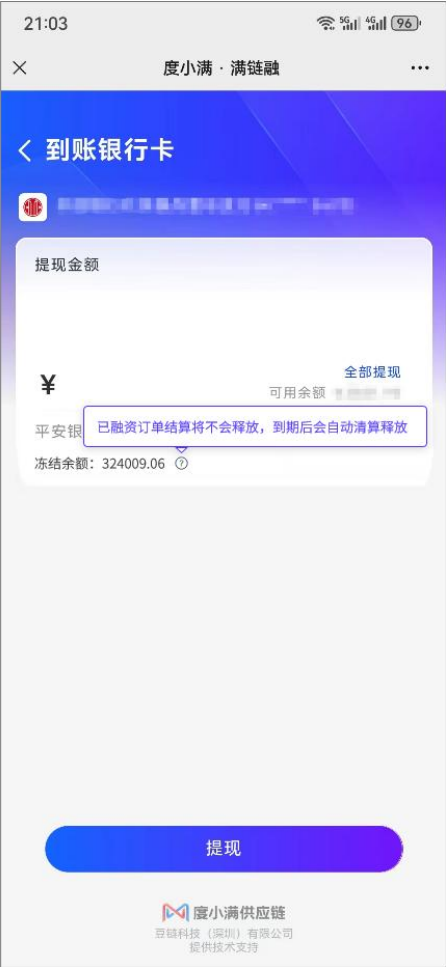 21:03
5G 4G 96
度小满 · 满链融
到账银行卡
提现金额
全部提现
¥
可用余额
平安银
已融资订单结算将不会释放，到期后会自动清算释放
冻结余额：324009.06 ?
提现
度小满供应链
豆链科技（深圳）有限公司
提供技术支持